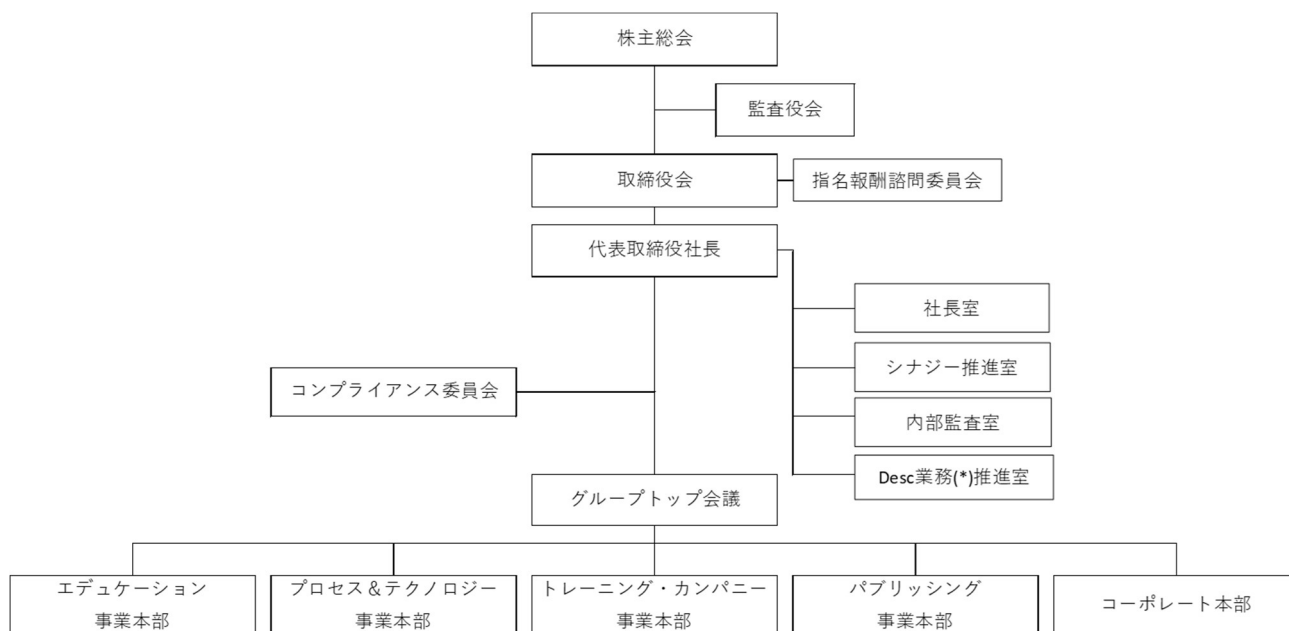 株主総会
監査役会
取締役会
指名報酬諮問委員会
代表取締役社長
社長室
シナジー推進室
コンプライアンス委員会
内部監査室
Desc業務(*)推進室
グループトップ会議
エデュケーション
事業本部
プロセス＆テクノロジー
事業本部
トレーニング・カンパニー
事業本部
パブリッシング
事業本部
コーポレート本部